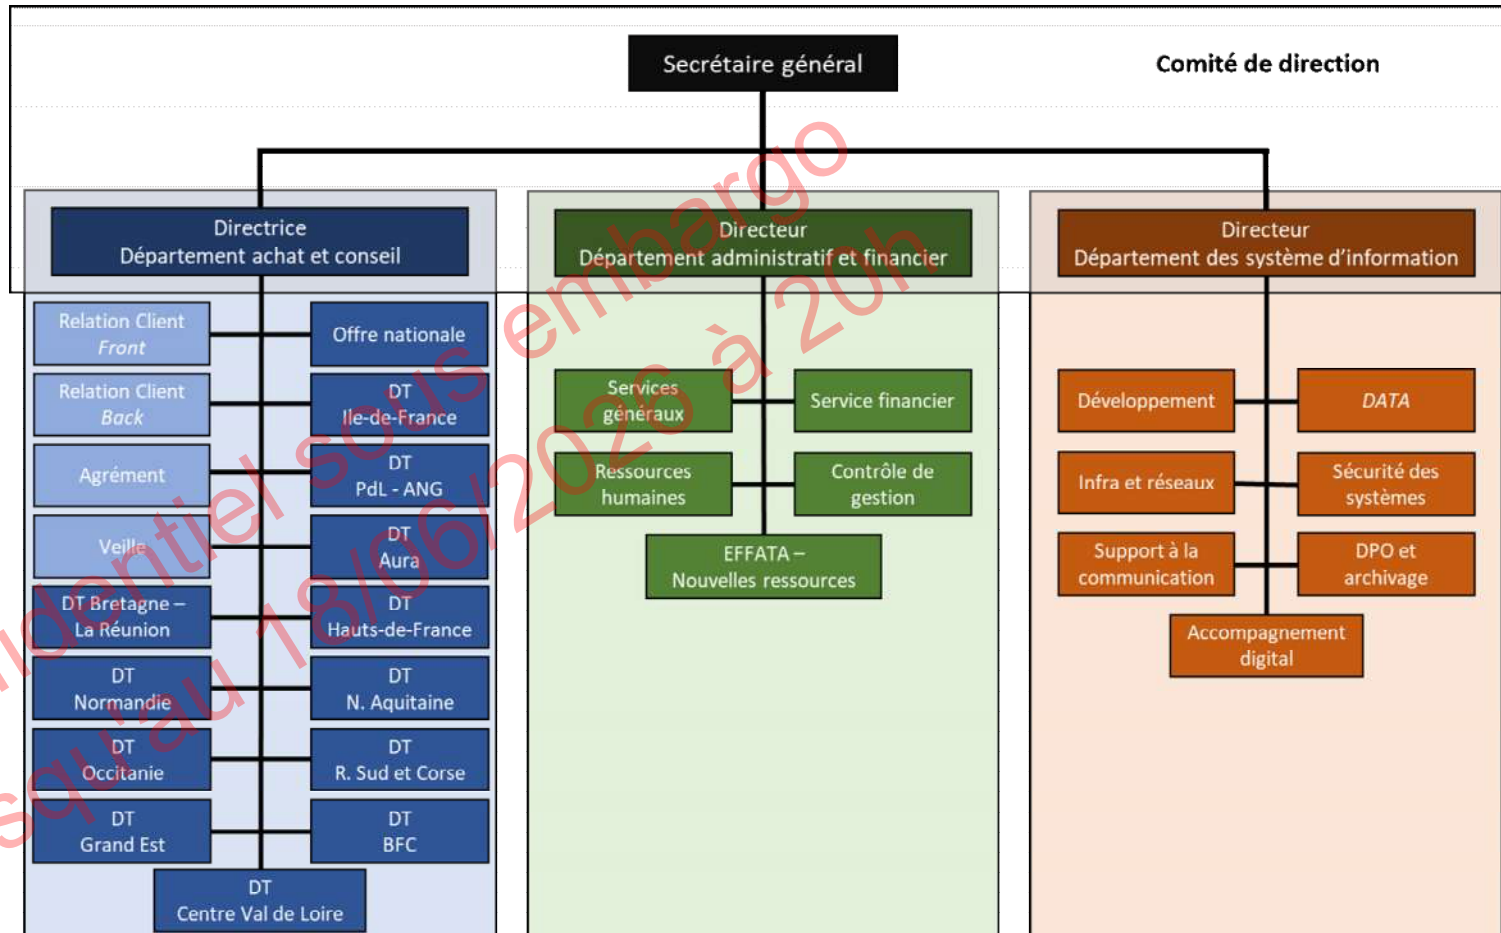 Secrétaire général
Comité de direction
Directrice
Département achat et conseil
Directeur
Département administratif et financier
Directeur
Département des système d'information
Relation Client
Front
Offre nationale
Relation Client
Back
DT
Ile-de-France
Agrément
DT
PdL - ANG
Veille
DT
Aura
DT Bretagne –
La Réunion
DT
Hauts-de-France
DT
Normandie
DT
N. Aquitaine
DT
Occitanie
DT
R. Sud et Corse
DT
Grand Est
DT
BFC
DT
Centre Val de Loire
Services
généraux
Service financier
Ressources
humaines
Contrôle de
gestion
EFFATA –
Nouvelles ressources
Développement
DATA
Infra et réseaux
Sécurité des
systèmes
Support à la
communication
DPO et
archivage
Accompagnement
digital
sous embargo
18/06/2026 à 20h